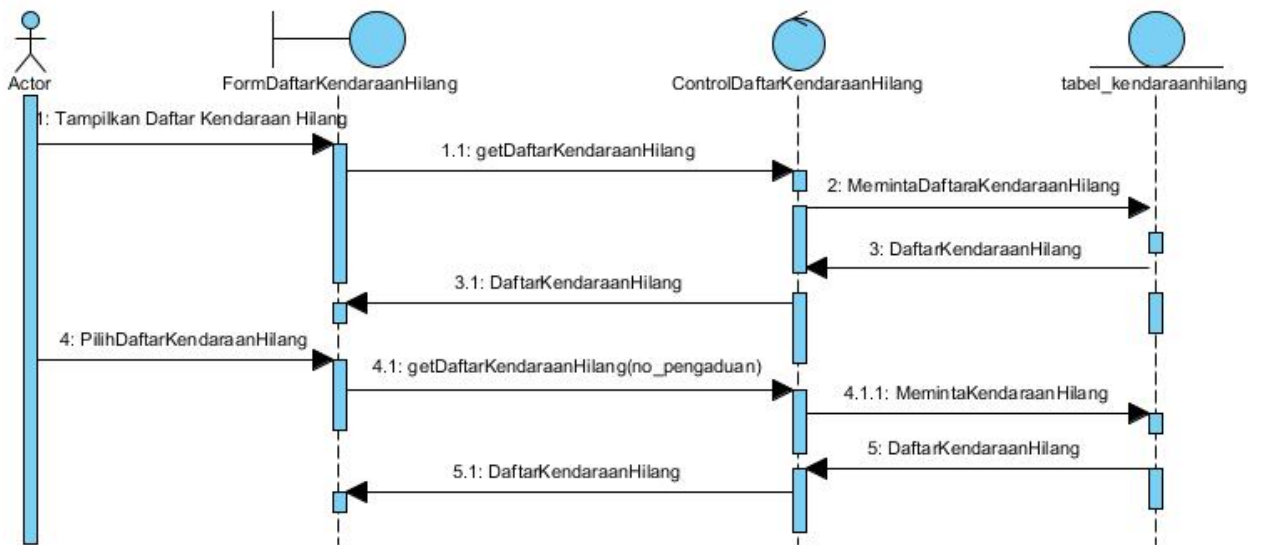 Actor
FormDaftarKendaraanHilang
ControlDaftarKendaraanHilang
tabel_kendaraanhilang
1: Tampilkan Daftar Kendaraan Hilang
1.1: getDaftarKendaraanHilang
2: MemintaDaftaraKendaraanHilang
3: DaftarKendaraanHilang
3.1: DaftarKendaraanHilang
4: PilihDaftarKendaraanHilang
4.1: getDaftarKendaraanHilang(no_pengaduan)
4.1.1: MemintaKendaraanHilang
5: DaftarKendaraanHilang
5.1: DaftarKendaraanHilang